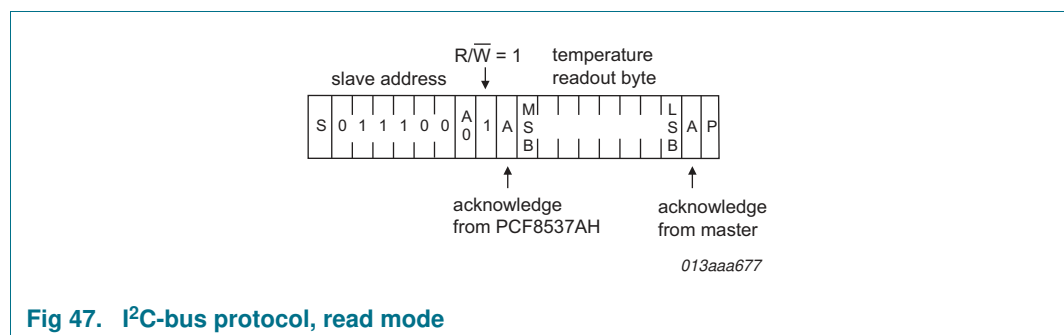 R/W̅ = 1
temperature
readout byte
slave address
S 0 1 1 1 0 0 A0 1 A MSB LSB A P
acknowledge
from PCF8537AH
acknowledge
from master
013aaa677
Fig 47. I²C-bus protocol, read mode